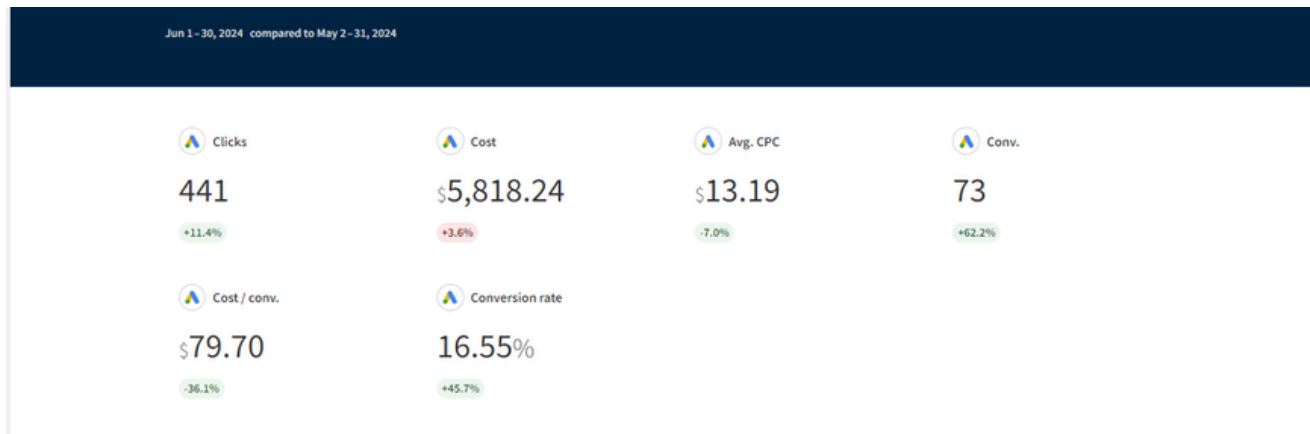 Jun 1 – 30, 2024 compared to May 2 – 31, 2024
Clicks
Cost
Avg. CPC
Conv.
441
$5,818.24
$13.19
73
+11.4%
+3.6%
-7.0%
+62.2%
Cost / conv.
Conversion rate
$79.70
16.55%
-36.1%
+45.7%